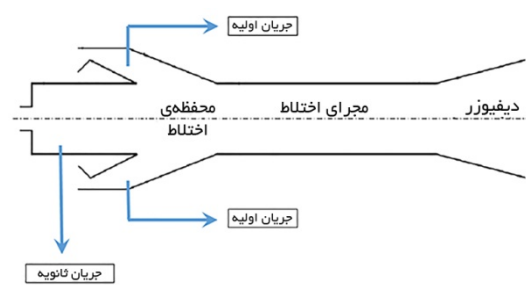 جریان اولیه
محفظه‌ی
اختلاط
مجرای اختلاط
دیفیوزر
جریان اولیه
جریان ثانویه